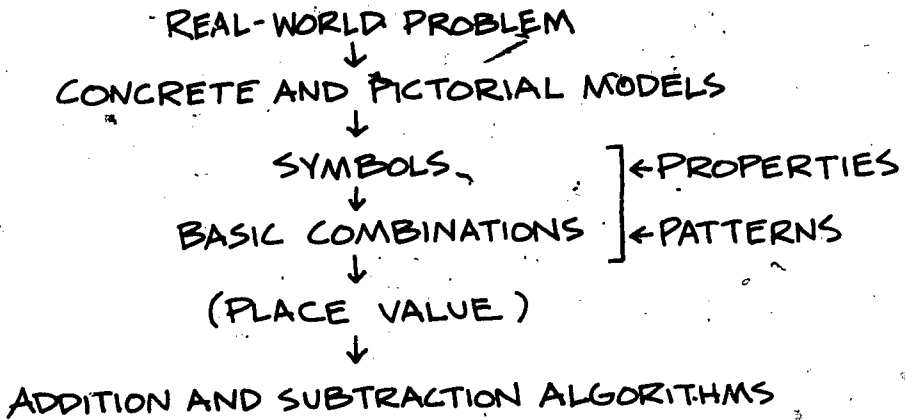 REAL-WORLD PROBLEM
↓
CONCRETE AND PICTORIAL MODELS
↓
SYMBOLS ←PROPERTIES
↓
BASIC COMBINATIONS ←PATTERNS
↓
(PLACE VALUE)
↓
ADDITION AND SUBTRACTION ALGORITHMS